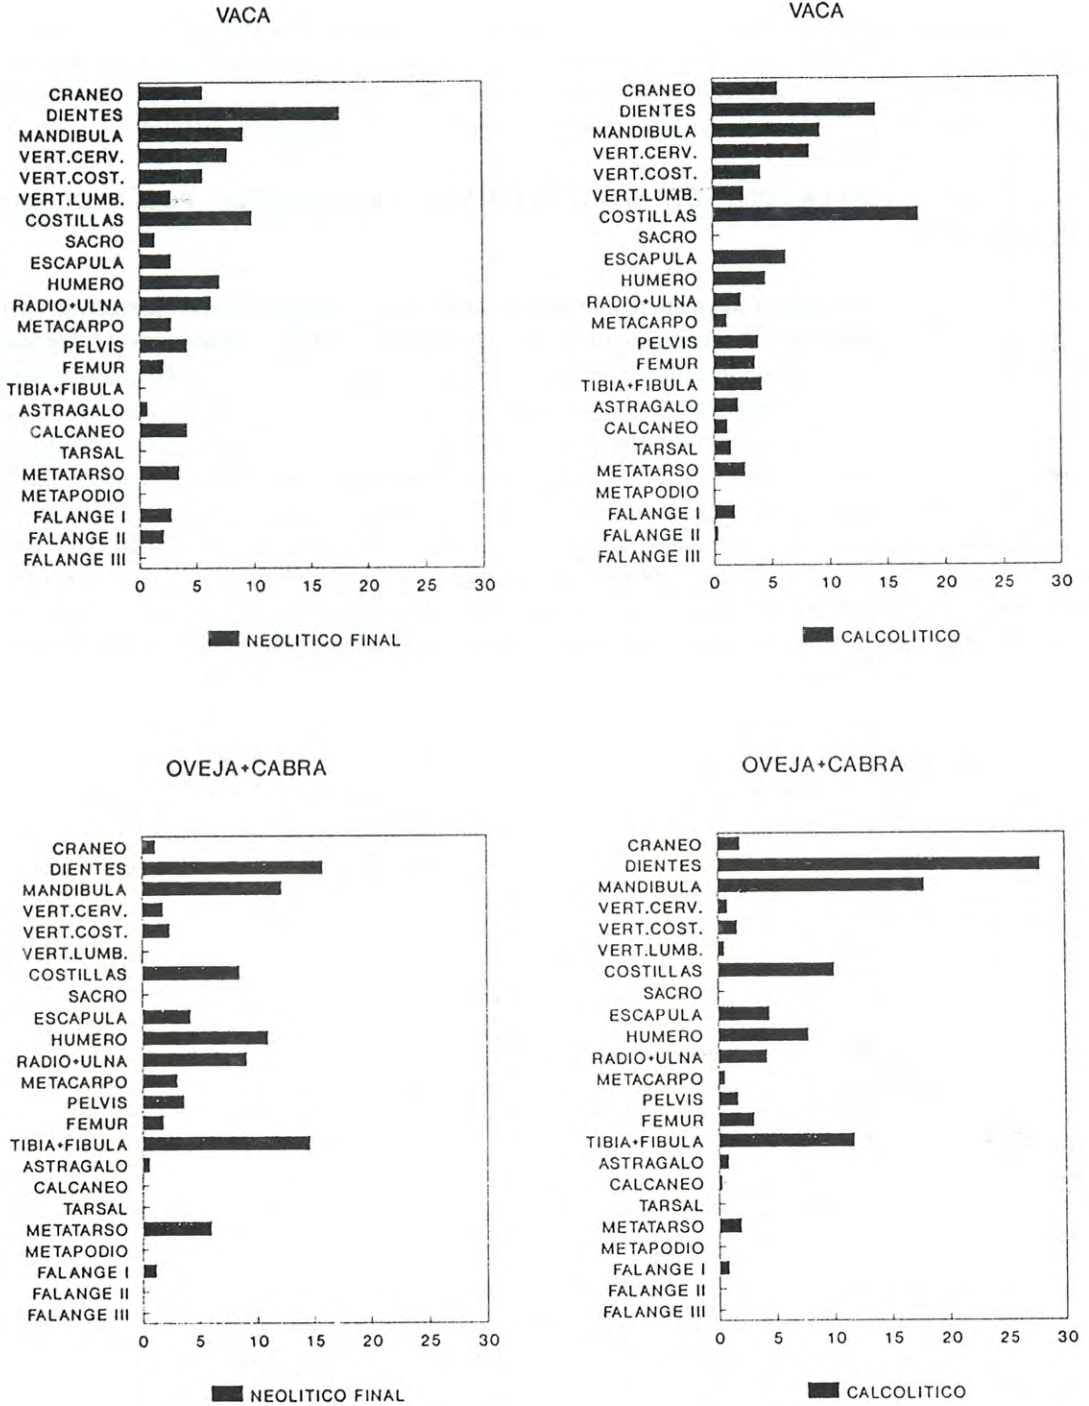 VACA
CRANEO
DIENTES
MANDIBULA
VERT.CERV.
VERT.COST.
VERT.LUMB.
COSTILLAS
SACRO
ESCAPULA
HUMERO
RADIO+ULNA
METACARPO
PELVIS
FEMUR
TIBIA+FIBULA
ASTRAGALO
CALCANEO
TARSAL
METATARSO
METAPODIO
FALANGE I
FALANGE II
FALANGE III
0 5 10 15 20 25 30
NEOLITICO FINAL
VACA
CRANEO
DIENTES
MANDIBULA
VERT.CERV.
VERT.COST.
VERT.LUMB.
COSTILLAS
SACRO
ESCAPULA
HUMERO
RADIO+ULNA
METACARPO
PELVIS
FEMUR
TIBIA+FIBULA
ASTRAGALO
CALCANEO
TARSAL
METATARSO
METAPODIO
FALANGE I
FALANGE II
FALANGE III
0 5 10 15 20 25 30
CALCOLITICO
OVEJA+CABRA
CRANEO
DIENTES
MANDIBULA
VERT.CERV.
VERT.COST.
VERT.LUMB.
COSTILLAS
SACRO
ESCAPULA
HUMERO
RADIO+ULNA
METACARPO
PELVIS
FEMUR
TIBIA+FIBULA
ASTRAGALO
CALCANEO
TARSAL
METATARSO
METAPODIO
FALANGE I
FALANGE II
FALANGE III
0 5 10 15 20 25 30
NEOLITICO FINAL
OVEJA+CABRA
CRANEO
DIENTES
MANDIBULA
VERT.CERV.
VERT.COST.
VERT.LUMB.
COSTILLAS
SACRO
ESCAPULA
HUMERO
RADIO+ULNA
METACARPO
PELVIS
FEMUR
TIBIA+FIBULA
ASTRAGALO
CALCANEO
TARSAL
METATARSO
METAPODIO
FALANGE I
FALANGE II
FALANGE III
0 5 10 15 20 25 30
CALCOLITICO